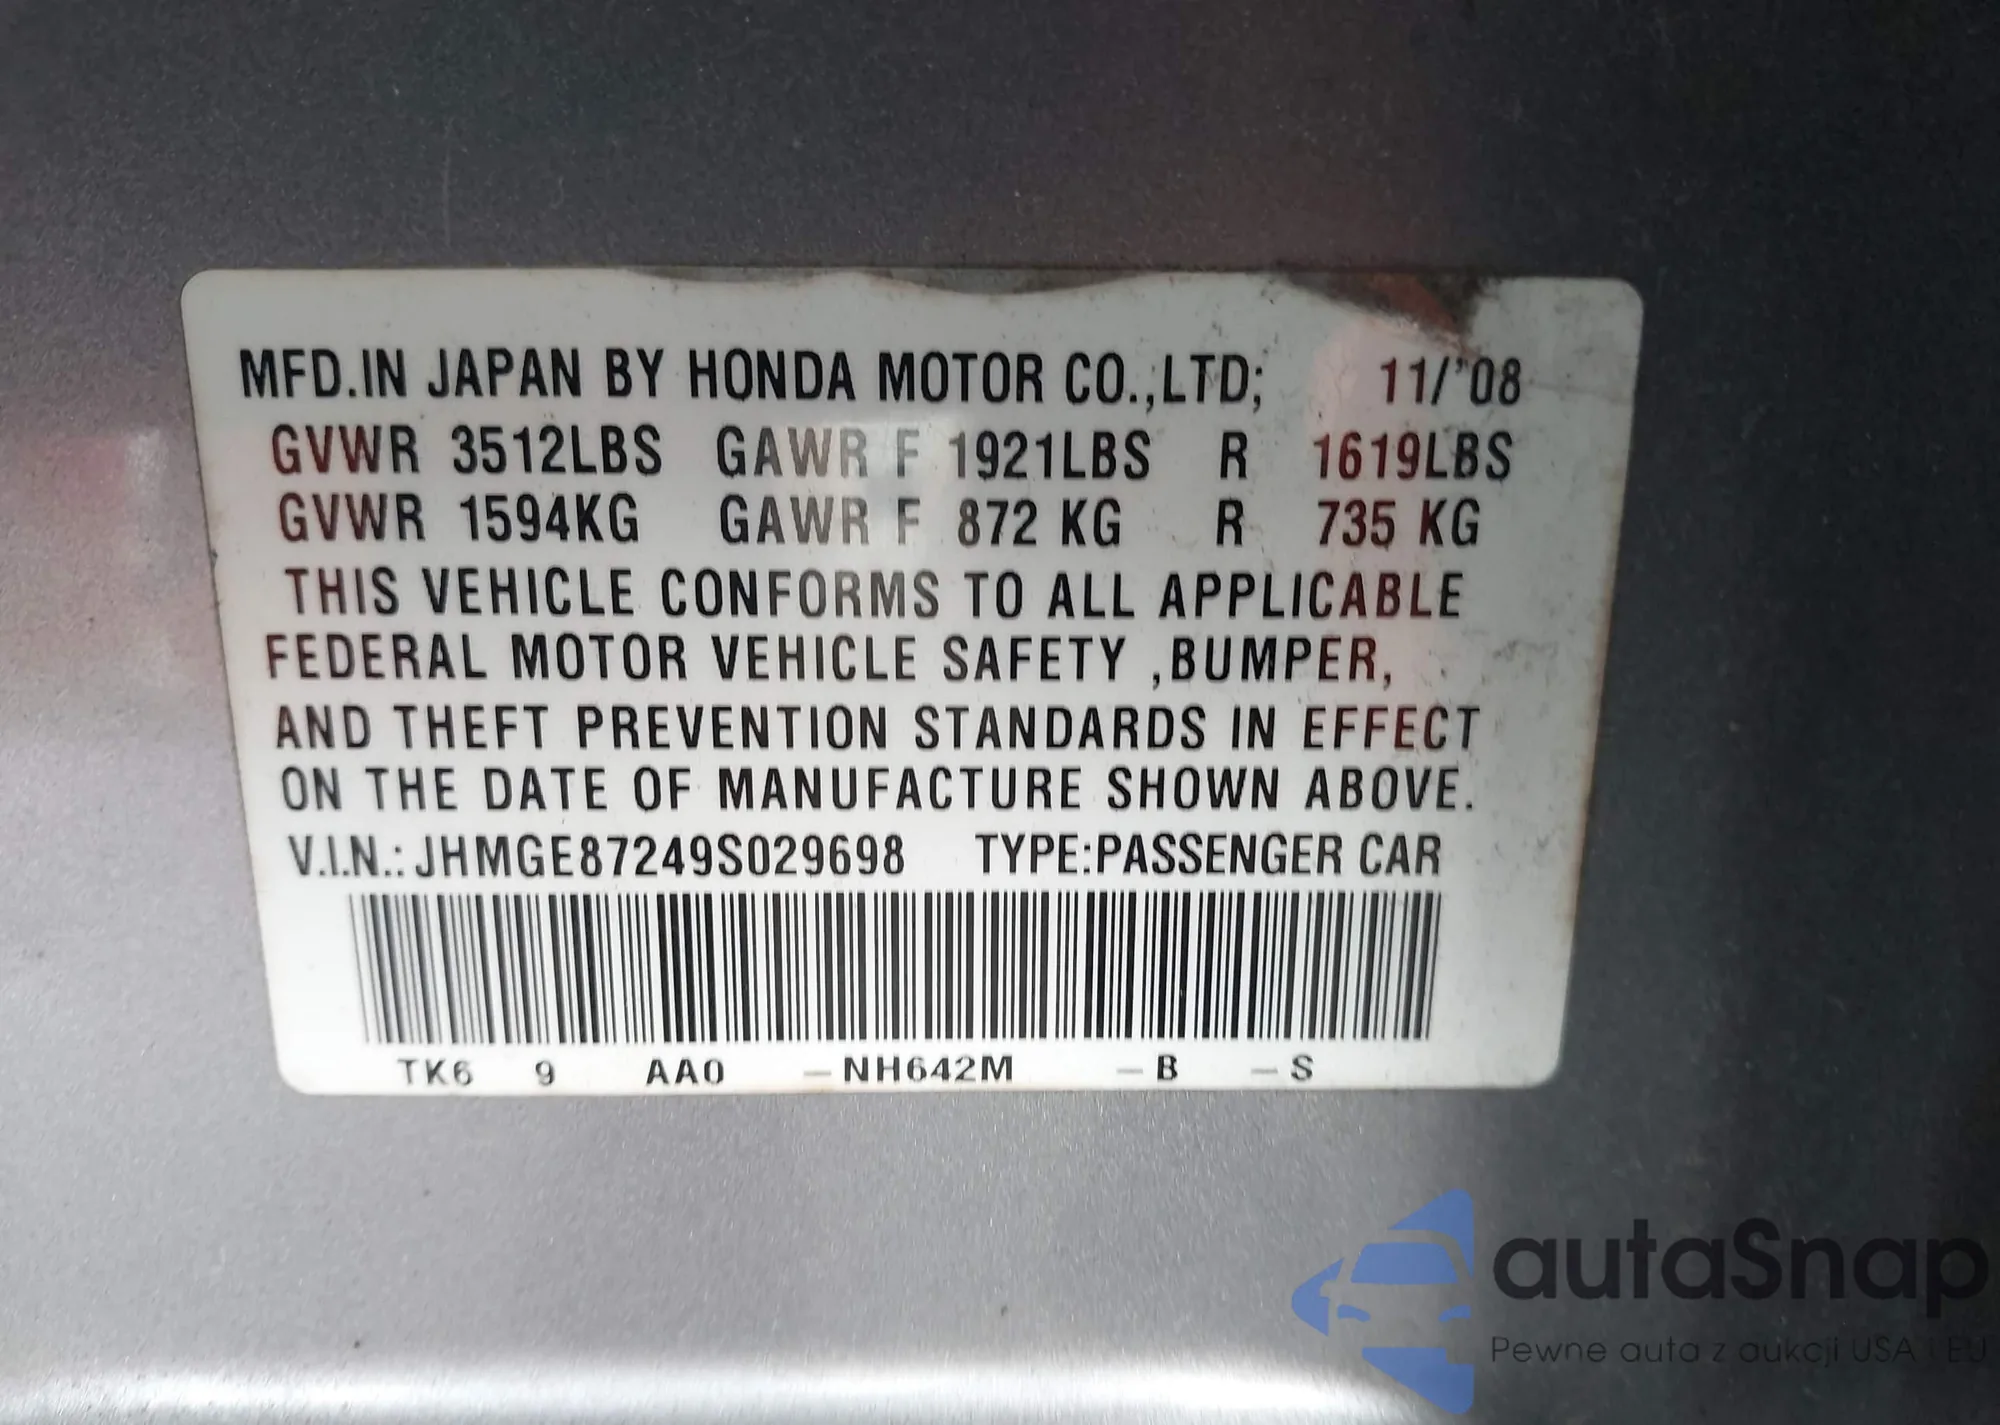 MFD.IN JAPAN BY HONDA MOTOR CO.,LTD; 11/'08
GVWR 3512LBS GAWR F 1921LBS R 1619LBS
GVWR 1594KG GAWR F 872 KG R 735 KG
THIS VEHICLE CONFORMS TO ALL APPLICABLE
FEDERAL MOTOR VEHICLE SAFETY ,BUMPER,
AND THEFT PREVENTION STANDARDS IN EFFECT
ON THE DATE OF MANUFACTURE SHOWN ABOVE.
V.I.N.: JHMGE87249S029698 TYPE:PASSENGER CAR
TK6 9 AA0 –NH642M –B –S
autaSnap
Pewne auta z aukcji USA i EU